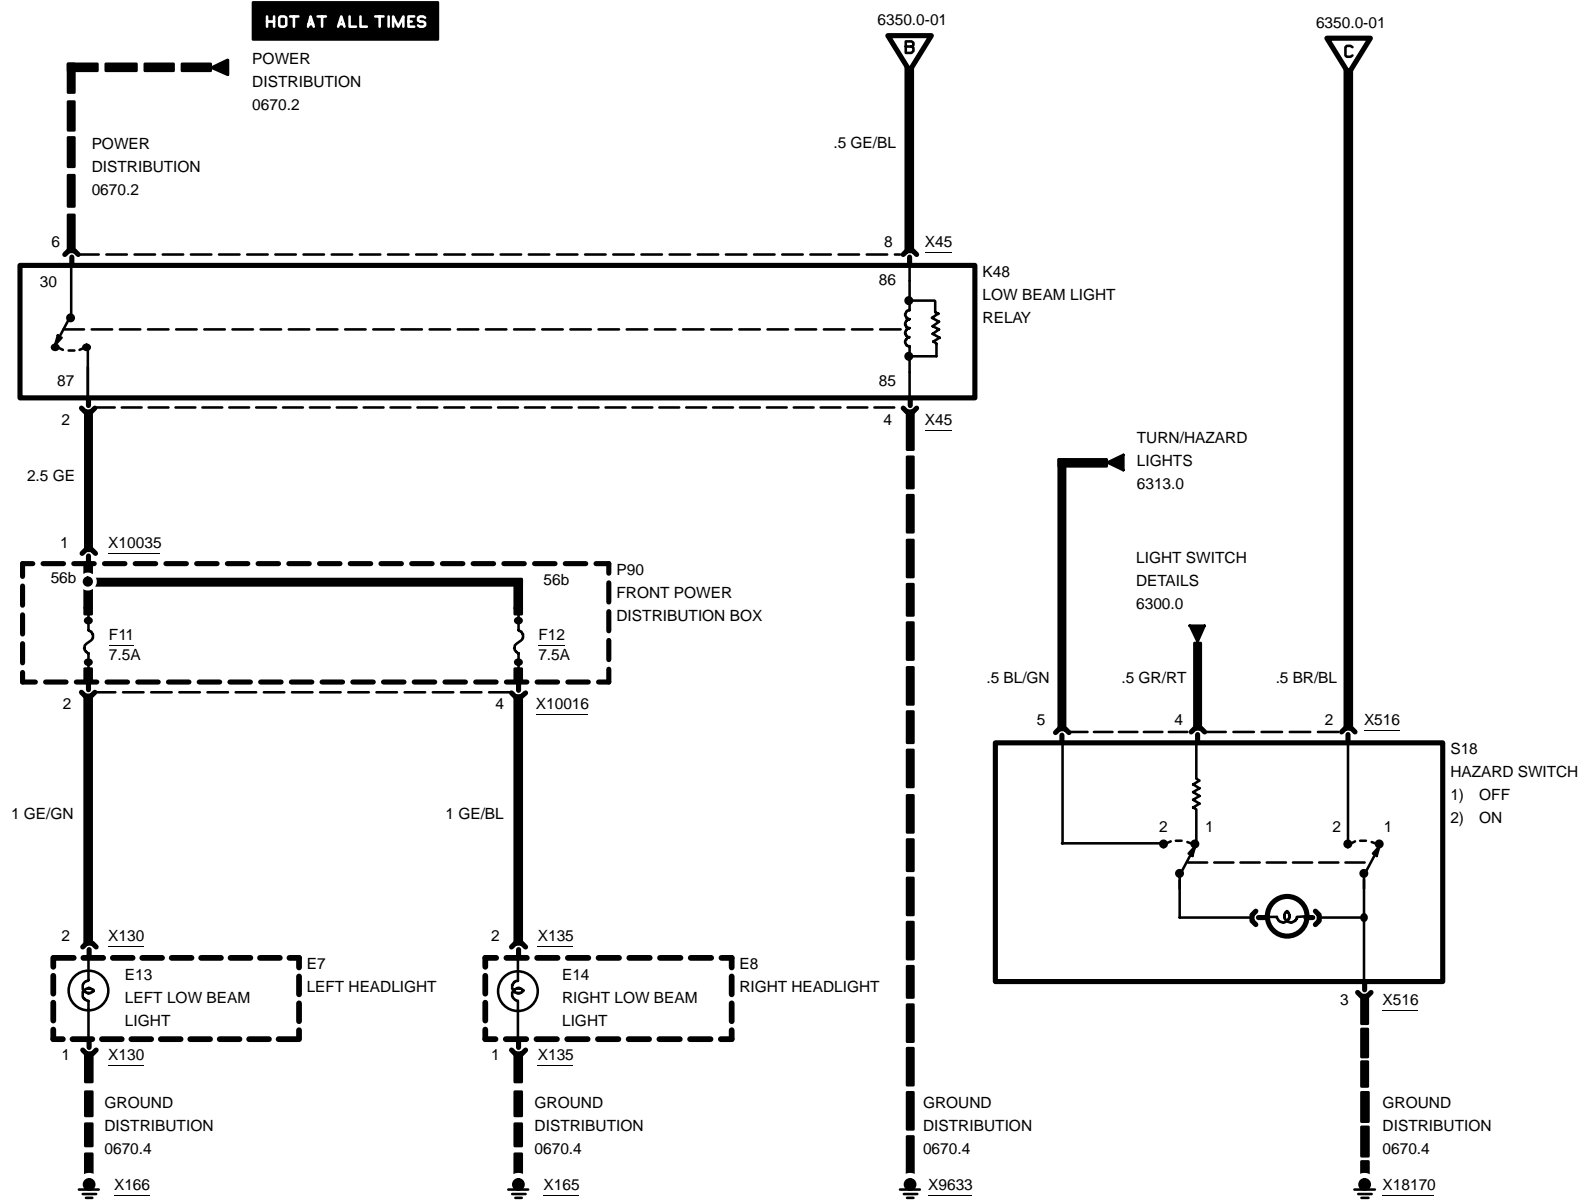 HOT AT ALL TIMES
POWER
DISTRIBUTION
0670.2
6350.0-01
B
6350.0-01
C
POWER
DISTRIBUTION
0670.2
.5 GE/BL
6
8
X45
30
86
K48
LOW BEAM LIGHT
RELAY
87
85
2
4
X45
2.5 GE
TURN/HAZARD
LIGHTS
6313.0
1
X10035
56b
56b
P90
FRONT POWER
DISTRIBUTION BOX
F11
7.5A
F12
7.5A
LIGHT SWITCH
DETAILS
6300.0
2
4
X10016
.5 BL/GN
.5 GR/RT
.5 BR/BL
5
4
2
X516
S18
HAZARD SWITCH
1) OFF
2) ON
2
1
2
1
1 GE/GN
1 GE/BL
2
X130
2
X135
E13
LEFT LOW BEAM
LIGHT
E7
LEFT HEADLIGHT
E14
RIGHT LOW BEAM
LIGHT
E8
RIGHT HEADLIGHT
3
X516
1
X130
1
X135
GROUND
DISTRIBUTION
0670.4
GROUND
DISTRIBUTION
0670.4
GROUND
DISTRIBUTION
0670.4
GROUND
DISTRIBUTION
0670.4
X166
X165
X9633
X18170